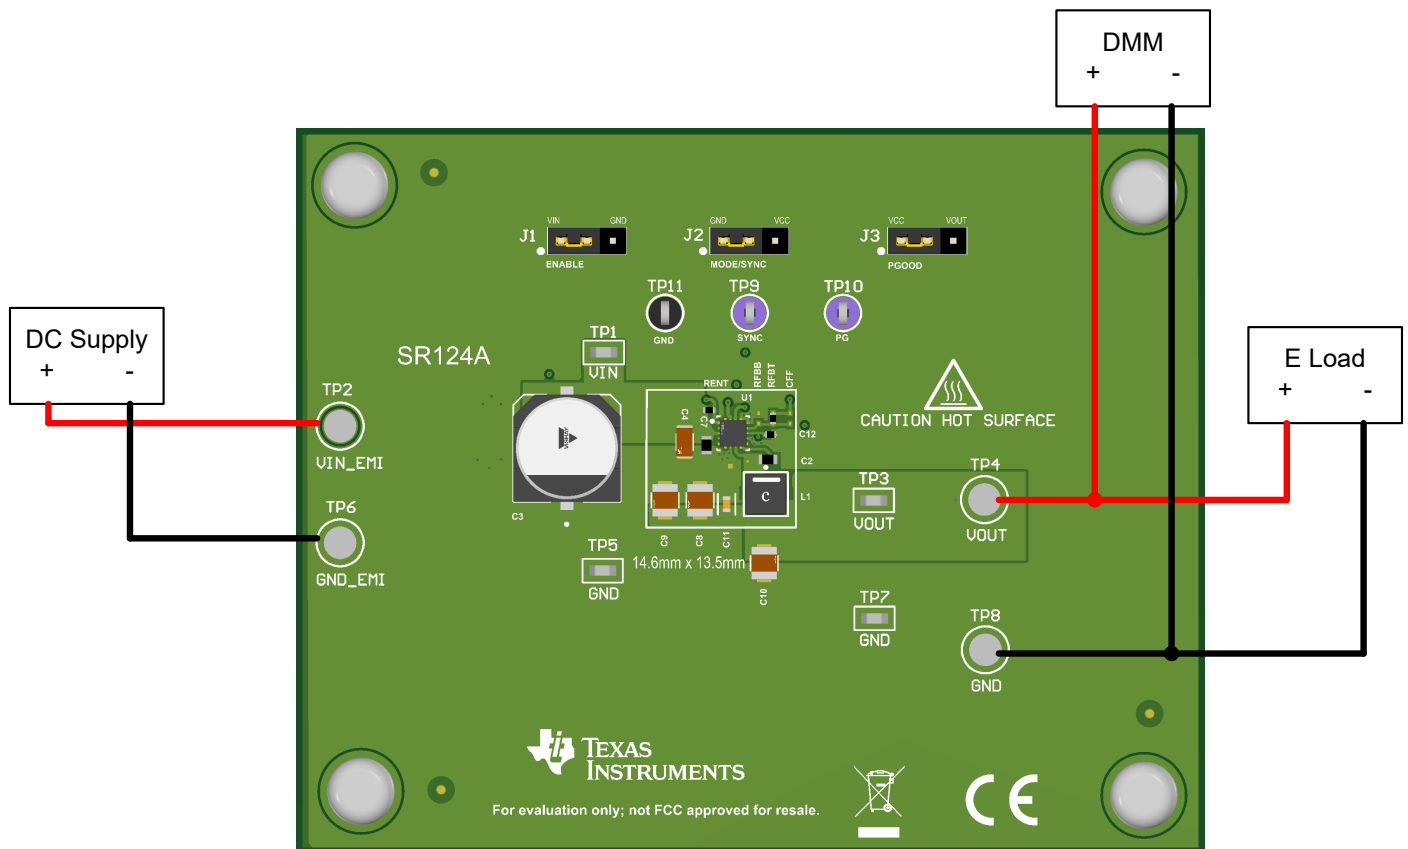 DMM
+ -
VIN GND
J1
ENABLE
GND VCC
J2
MODE/SYNC
VCC VOUT
J3
PGOOD
TP11
GND
TP9
SYNC
TP10
PG
DC Supply
+ -
E Load
+ -
SR124A
TP1
VIN
TP2
VIN_EMI
TP6
GND_EMI
RENT
RFBB
RFBT
CFF
U1
C4
C7
C12
C2
L1
C
C3
C9
C8
C11
14.6mm x 13.5mm
C10
CAUTION HOT SURFACE
TP3
VOUT
TP4
VOUT
TP5
GND
TP7
GND
TP8
GND
TEXAS
INSTRUMENTS
For evaluation only; not FCC approved for resale.
CE